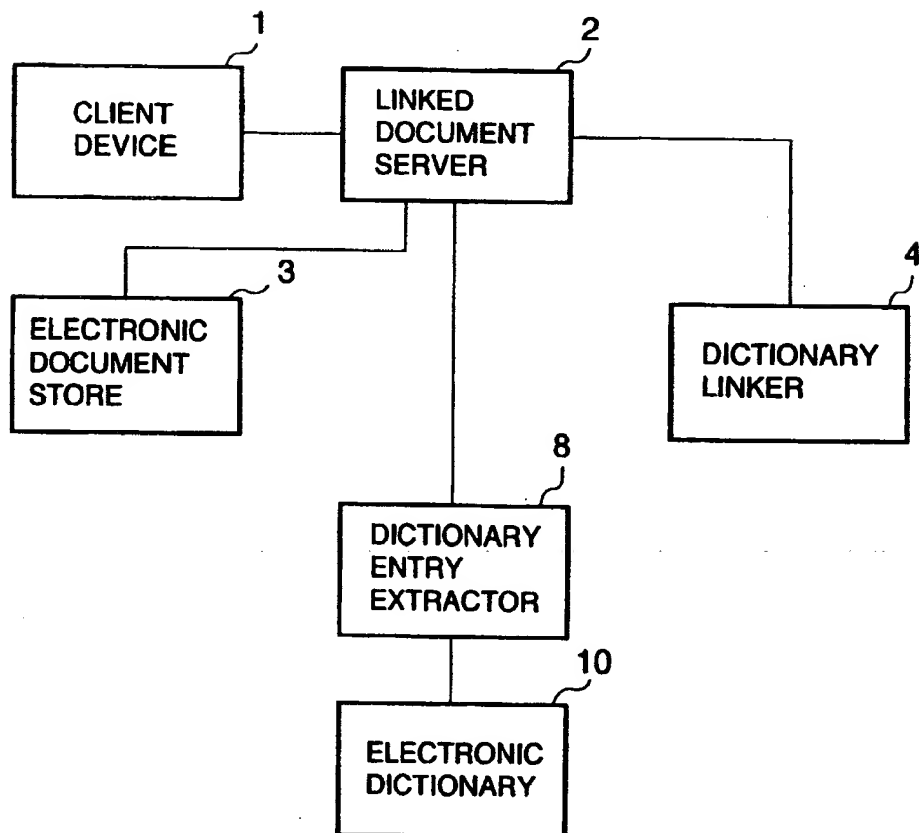 1
CLIENT
DEVICE
2
LINKED
DOCUMENT
SERVER
3
ELECTRONIC
DOCUMENT
STORE
4
DICTIONARY
LINKER
8
DICTIONARY
ENTRY
EXTRACTOR
10
ELECTRONIC
DICTIONARY